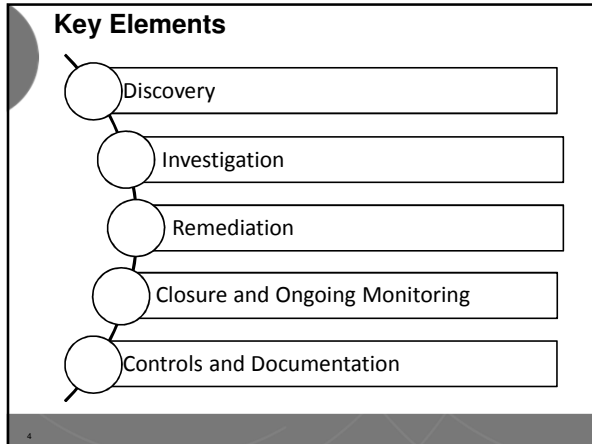 Key Elements
Discovery
Investigation
Remediation
Closure and Ongoing Monitoring
Controls and Documentation
4